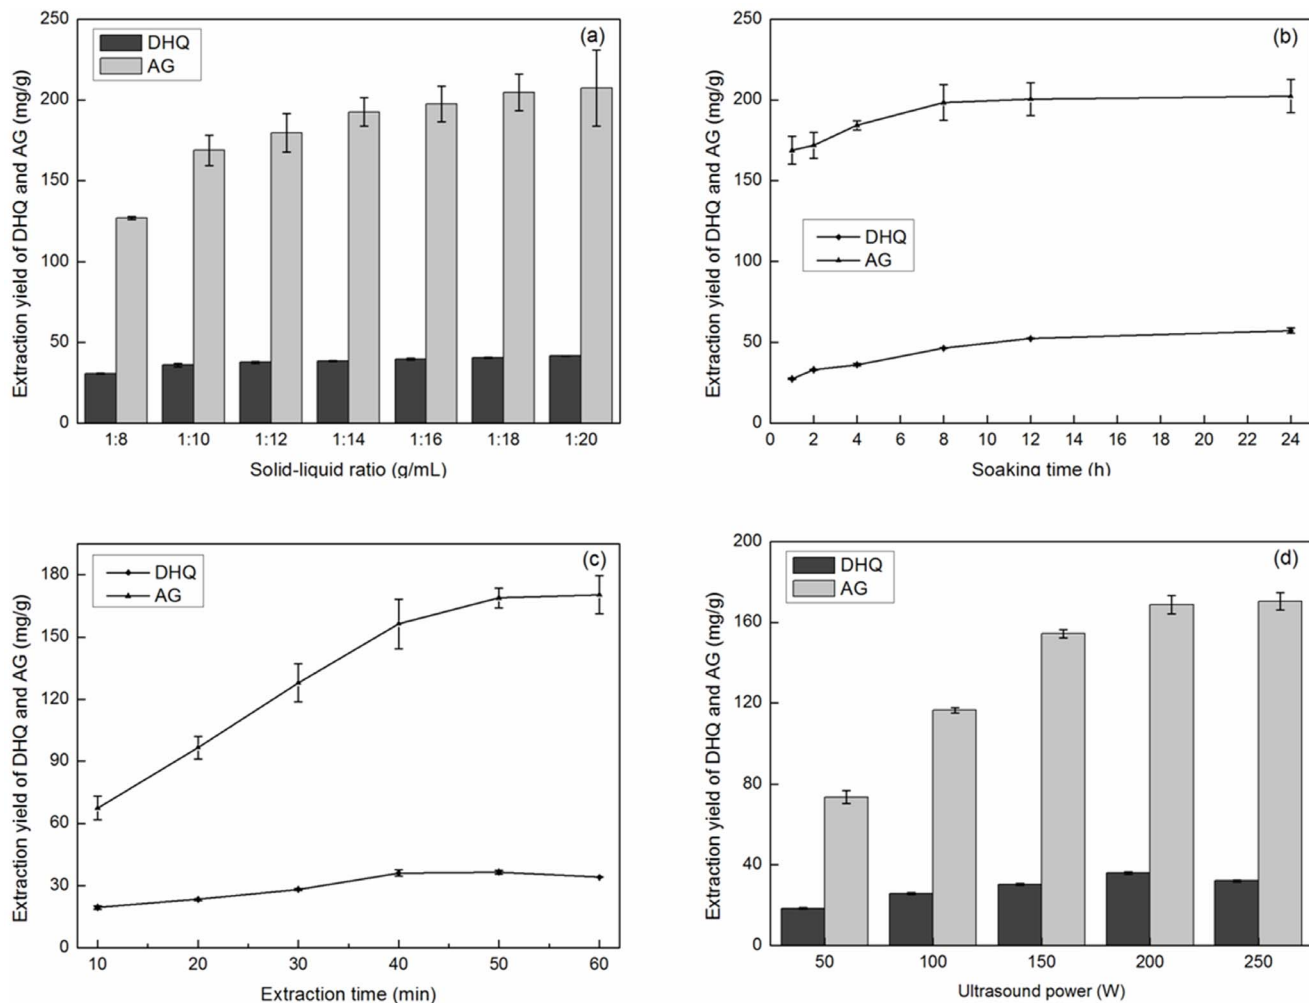 (a)
DHQ
AG
Extraction yield of DHQ and AG (mg/g)
250
200
150
100
50
0
1:8 1:10 1:12 1:14 1:16 1:18 1:20
Solid-liquid ratio (g/mL)
(b)
Extraction yield of DHQ and AG (mg/g)
250
200
150
100
50
0
DHQ
AG
0 2 4 6 8 10 12 14 16 18 20 22 24
Soaking time (h)
(c)
DHQ
AG
Extraction yield of DHQ and AG (mg/g)
180
150
120
90
60
30
0
10 20 30 40 50 60
Extraction time (min)
(d)
DHQ
AG
Extraction yield of DHQ and AG (mg/g)
200
160
120
80
40
0
50 100 150 200 250
Ultrasound power (W)